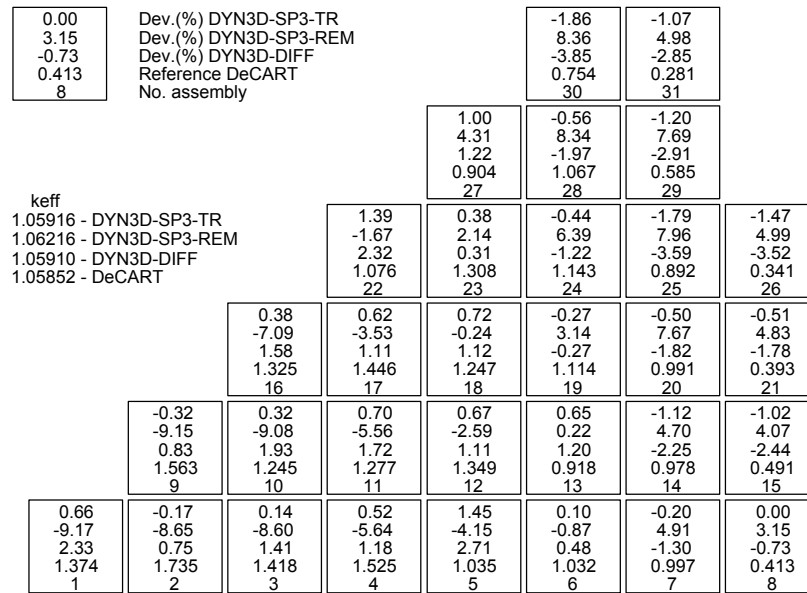 0.00 Dev.(%) DYN3D-SP3-TR -1.86 -1.07
3.15 Dev.(%) DYN3D-SP3-REM 8.36 4.98
-0.73 Dev.(%) DYN3D-DIFF -3.85 -2.85
0.413 Reference DeCART 0.754 0.281
8 No. assembly 30 31
1.00 -0.56 -1.20
4.31 8.34 7.69
1.22 -1.97 -2.91
0.904 1.067 0.585
27 28 29
keff
1.05916 - DYN3D-SP3-TR 1.39 0.38 -0.44 -1.79 -1.47
1.06216 - DYN3D-SP3-REM -1.67 2.14 6.39 7.96 4.99
1.05910 - DYN3D-DIFF 2.32 0.31 -1.22 -3.59 -3.52
1.05852 - DeCART 1.076 1.308 1.143 0.892 0.341
22 23 24 25 26
0.38 0.62 0.72 -0.27 -0.50 -0.51
-7.09 -3.53 -0.24 3.14 7.67 4.83
1.58 1.11 1.12 -0.27 -1.82 -1.78
1.325 1.446 1.247 1.114 0.991 0.393
16 17 18 19 20 21
-0.32 0.32 0.70 0.67 0.65 -1.12 -1.02
-9.15 -9.08 -5.56 -2.59 0.22 4.70 4.07
0.83 1.93 1.72 1.11 1.20 -2.25 -2.44
1.563 1.245 1.277 1.349 0.918 0.978 0.491
9 10 11 12 13 14 15
0.66 -0.17 0.14 0.52 1.45 0.10 -0.20 0.00
-9.17 -8.65 -8.60 -5.64 -4.15 -0.87 4.91 3.15
2.33 0.75 1.41 1.18 2.71 0.48 -1.30 -0.73
1.374 1.735 1.418 1.525 1.035 1.032 0.997 0.413
1 2 3 4 5 6 7 8